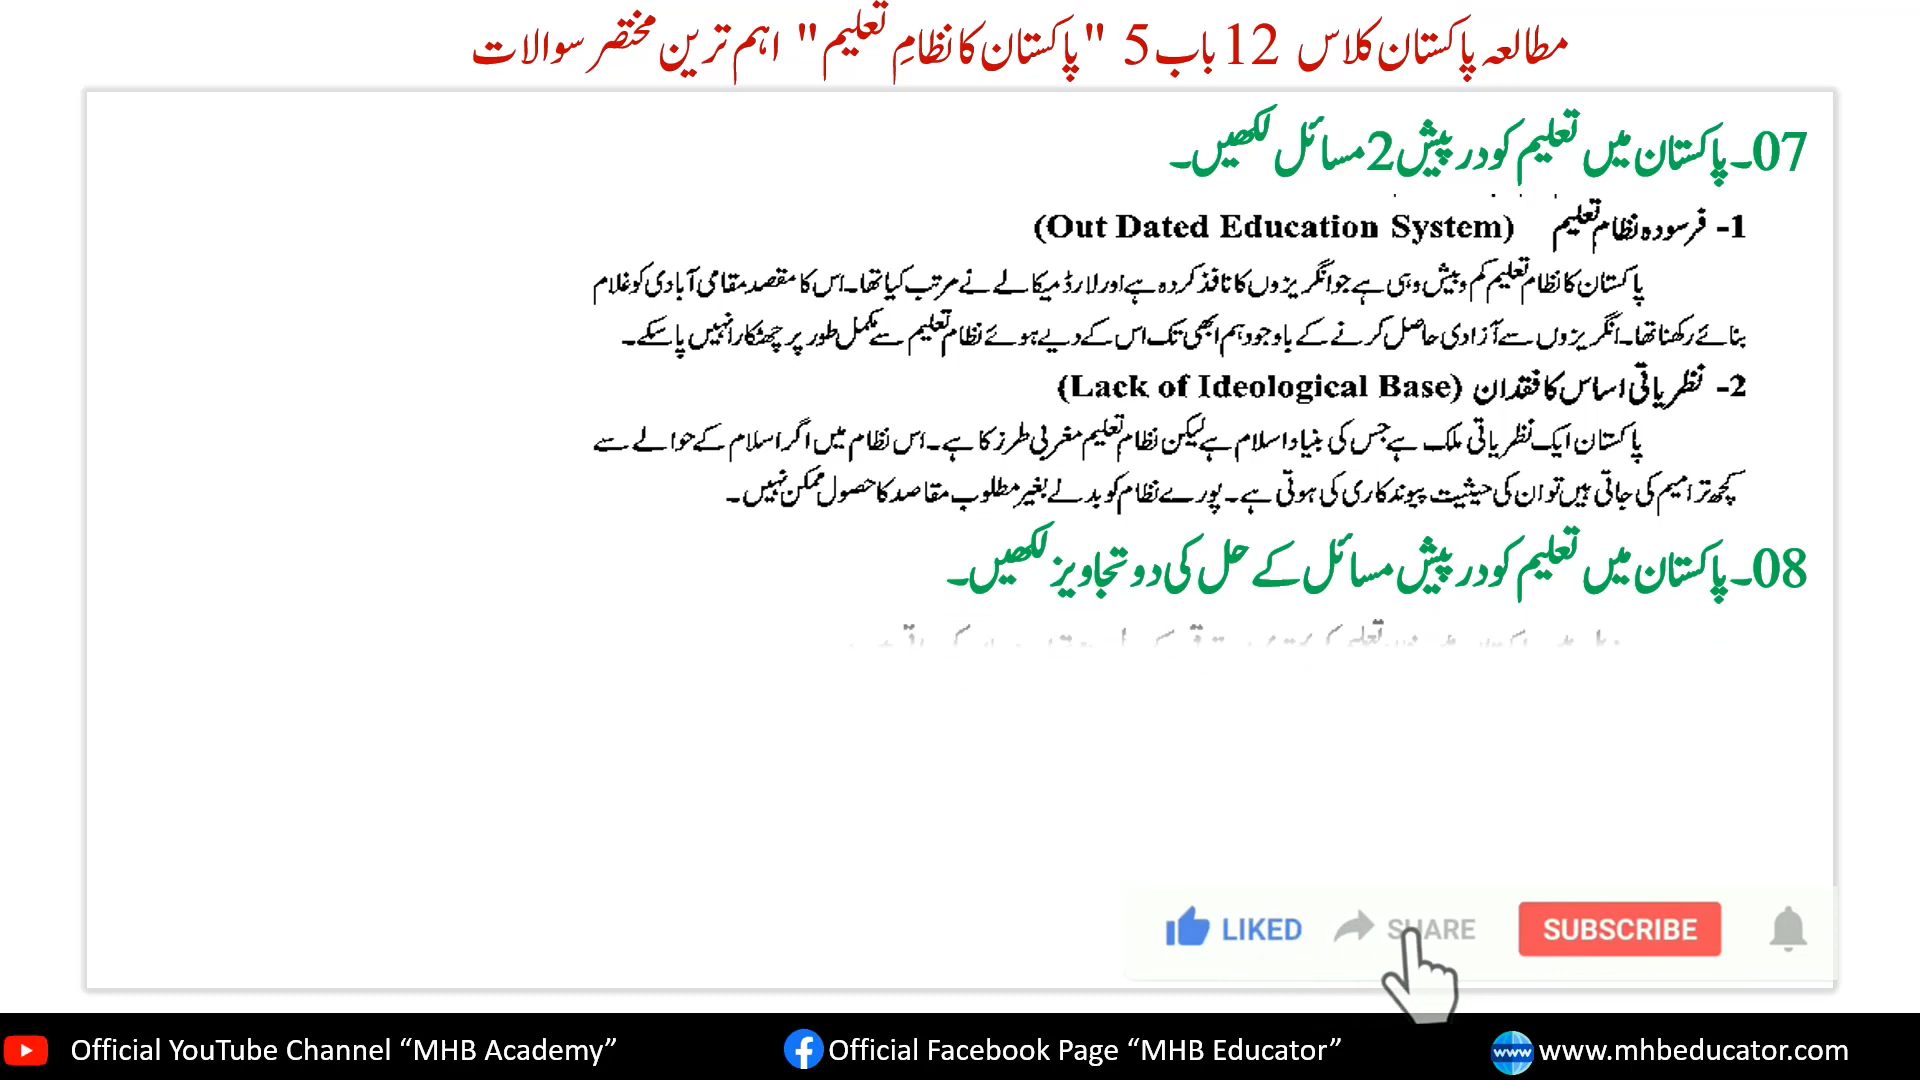 مطالعہ پاکستان کلاس 12 باب 5 "پاکستان کا نظامِ تعلیم" اہم ترین مختصر سوالات
07۔ پاکستان میں تعلیم کو درپیش 2 مسائل لکھیں۔
1- فرسودہ نظام تعلیم (Out Dated Education System)
پاکستان کا نظام تعلیم کم و بیش وہی ہے جو انگریزوں کا نافذ کردہ ہے اور لارڈ میکالے نے مرتب کیا تھا۔ اس کا مقصد مقامی آبادی کو غلام
بنائے رکھنا تھا۔ انگریزوں سے آزادی حاصل کرنے کے باوجود ہم ابھی تک اس کے دیے ہوئے نظام تعلیم سے مکمل طور پر چھٹکارا نہیں پا سکے۔
2- نظریاتی اساس کا فقدان (Lack of Ideological Base)
پاکستان ایک نظریاتی ملک ہے جس کی بنیاد اسلام ہے لیکن نظام تعلیم مغربی طرز کا ہے۔ اس نظام میں اگر اسلام کے حوالے سے
کچھ ترامیم کی جاتی ہیں تو ان کی حیثیت پیوند کاری کی ہوتی ہے۔ پورے نظام کو بدلے بغیر مطلوب مقاصد کا حصول ممکن نہیں۔
08۔ پاکستان میں تعلیم کو درپیش مسائل کے حل کی دو تجاویز لکھیں۔
LIKED SHARE SUBSCRIBE
Official YouTube Channel “MHB Academy” Official Facebook Page “MHB Educator” www.mhbeducator.com